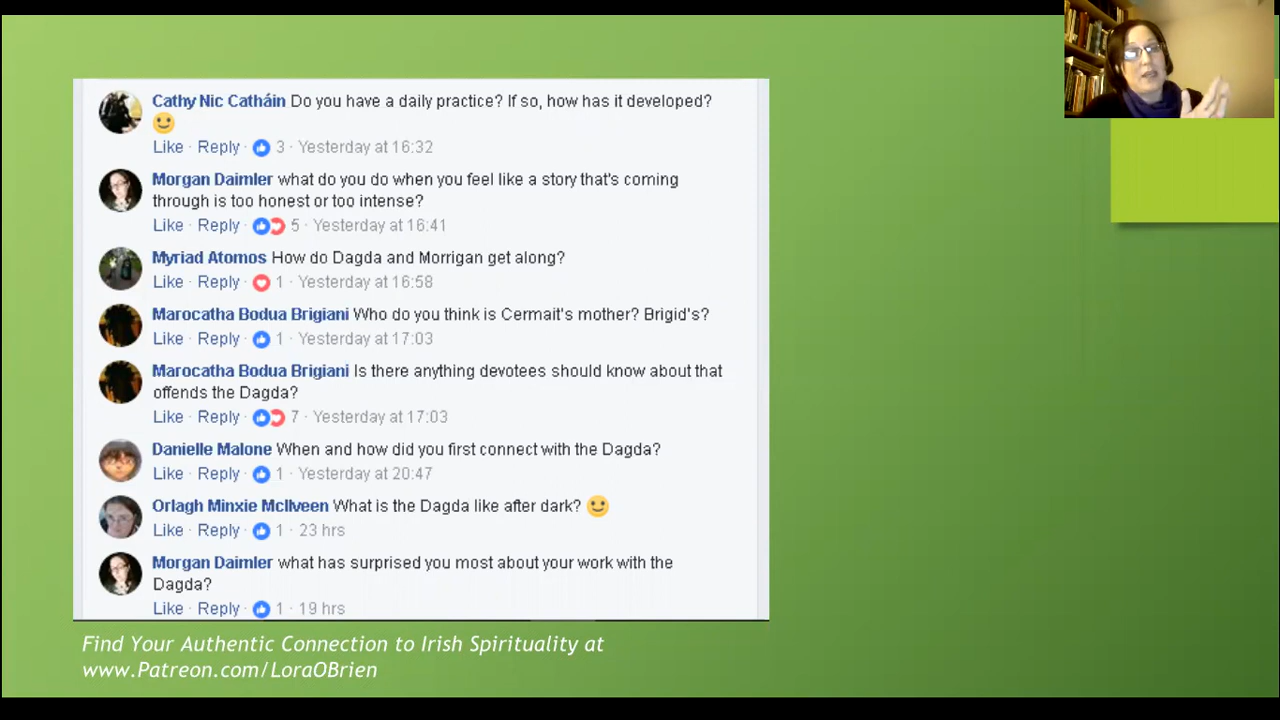 Cathy Nic Catháin Do you have a daily practice? If so, how has it developed?
Like · Reply · 3 · Yesterday at 16:32
Morgan Daimler what do you do when you feel like a story that's coming
through is too honest or too intense?
Like · Reply · 5 · Yesterday at 16:41
Myriad Atomos How do Dagda and Morrigan get along?
Like · Reply · 1 · Yesterday at 16:58
Marocatha Bodua Brigiani Who do you think is Cermait's mother? Brigid's?
Like · Reply · 1 · Yesterday at 17:03
Marocatha Bodua Brigiani Is there anything devotees should know about that
offends the Dagda?
Like · Reply · 7 · Yesterday at 17:03
Danielle Malone When and how did you first connect with the Dagda?
Like · Reply · 1 · Yesterday at 20:47
Orlagh Minxie McIlveen What is the Dagda like after dark?
Like · Reply · 1 · 23 hrs
Morgan Daimler what has surprised you most about your work with the
Dagda?
Like · Reply · 1 · 19 hrs
Find Your Authentic Connection to Irish Spirituality at
www.Patreon.com/LoraOBrien